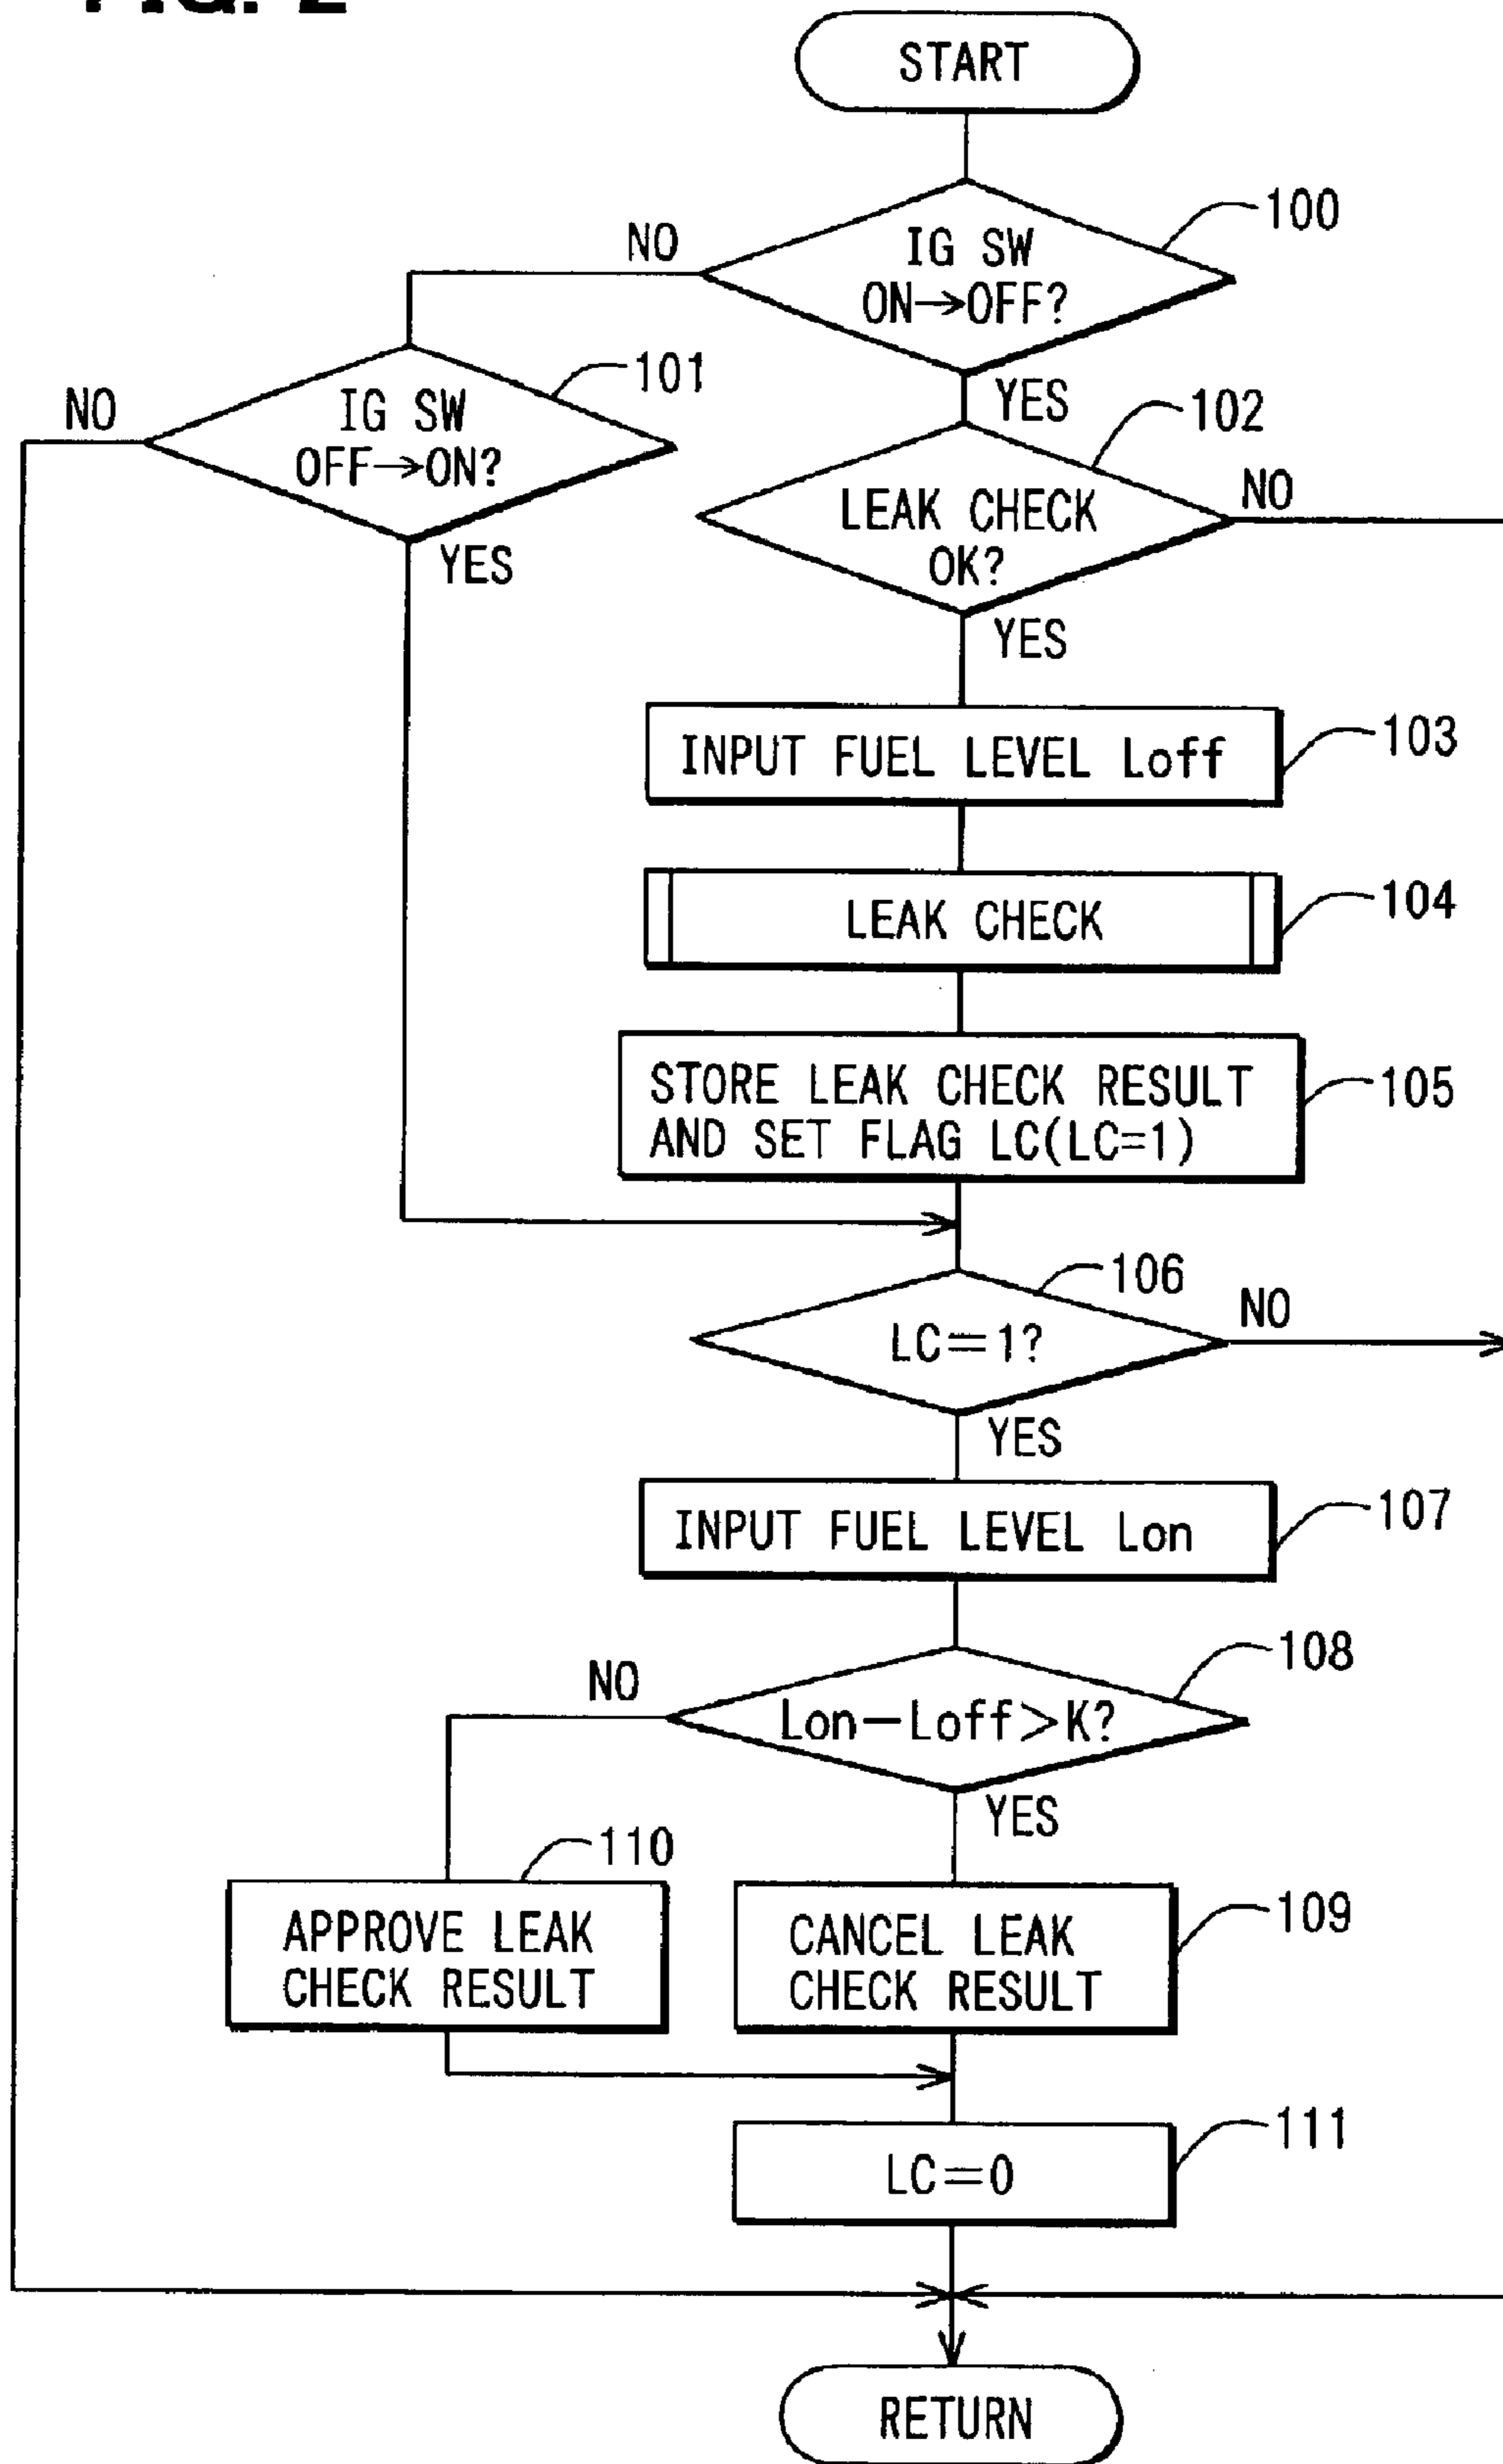 FIG. 2
START
100
IG SW
ON→OFF?
NO
YES
101
IG SW
OFF→ON?
NO
YES
102
LEAK CHECK
OK?
NO
YES
INPUT FUEL LEVEL Loff
103
LEAK CHECK
104
STORE LEAK CHECK RESULT
AND SET FLAG LC(LC=1)
105
106
LC=1?
NO
YES
INPUT FUEL LEVEL Lon
107
108
Lon-Loff>K?
NO
YES
110
APPROVE LEAK
CHECK RESULT
109
CANCEL LEAK
CHECK RESULT
111
LC=0
RETURN